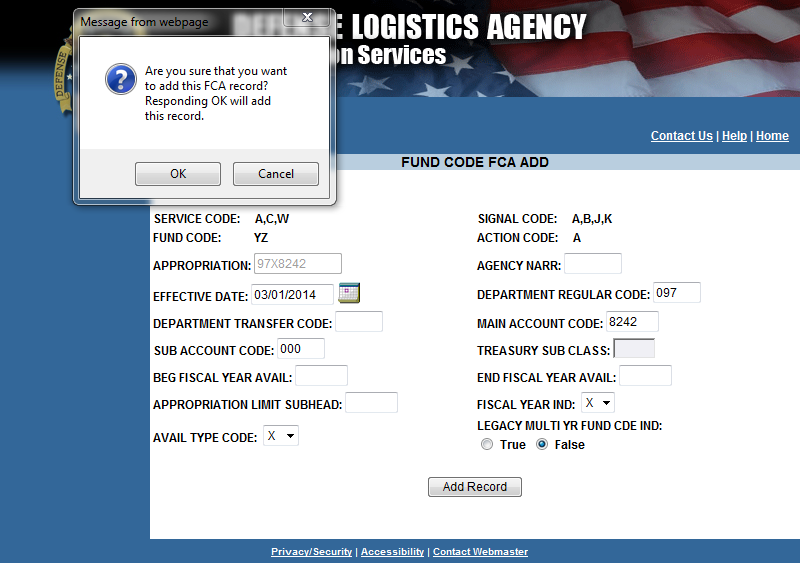 Message from webpage
Are you sure that you want
to add this FCA record?
Responding OK will add
this record.
OK Cancel
LOGISTICS AGENCY
Services
Contact Us | Help | Home
FUND CODE FCA ADD
SERVICE CODE: A,C,W SIGNAL CODE: A,B,J,K
FUND CODE: YZ ACTION CODE: A
APPROPRIATION: 97X8242 AGENCY NARR:
EFFECTIVE DATE: 03/01/2014 DEPARTMENT REGULAR CODE: 097
DEPARTMENT TRANSFER CODE: MAIN ACCOUNT CODE: 8242
SUB ACCOUNT CODE: 000 TREASURY SUB CLASS:
BEG FISCAL YEAR AVAIL: END FISCAL YEAR AVAIL:
APPROPRIATION LIMIT SUBHEAD: FISCAL YEAR IND: X
AVAIL TYPE CODE: X LEGACY MULTI YR FUND CDE IND:
True False
Add Record
Privacy/Security | Accessibility | Contact Webmaster